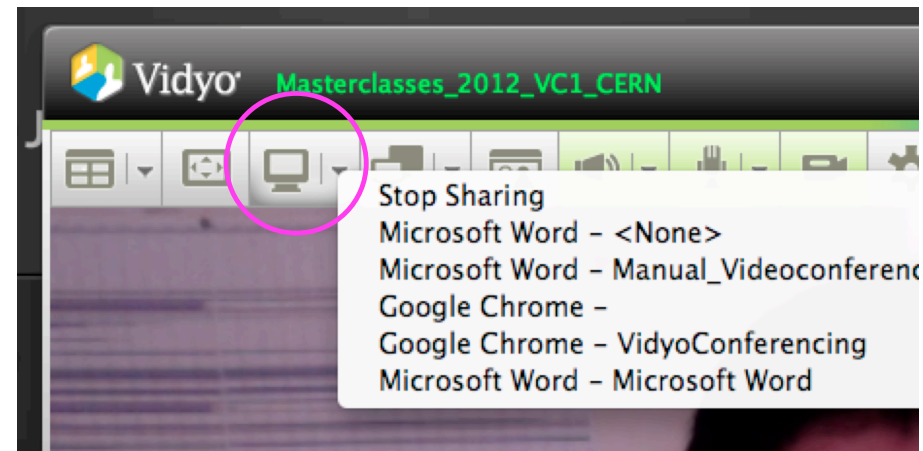 Vidyo Masterclasses_2012_VC1_CERN
Stop Sharing
Microsoft Word – <None>
Microsoft Word – Manual_Videoconferenc
Google Chrome –
Google Chrome – VidyoConferencing
Microsoft Word – Microsoft Word